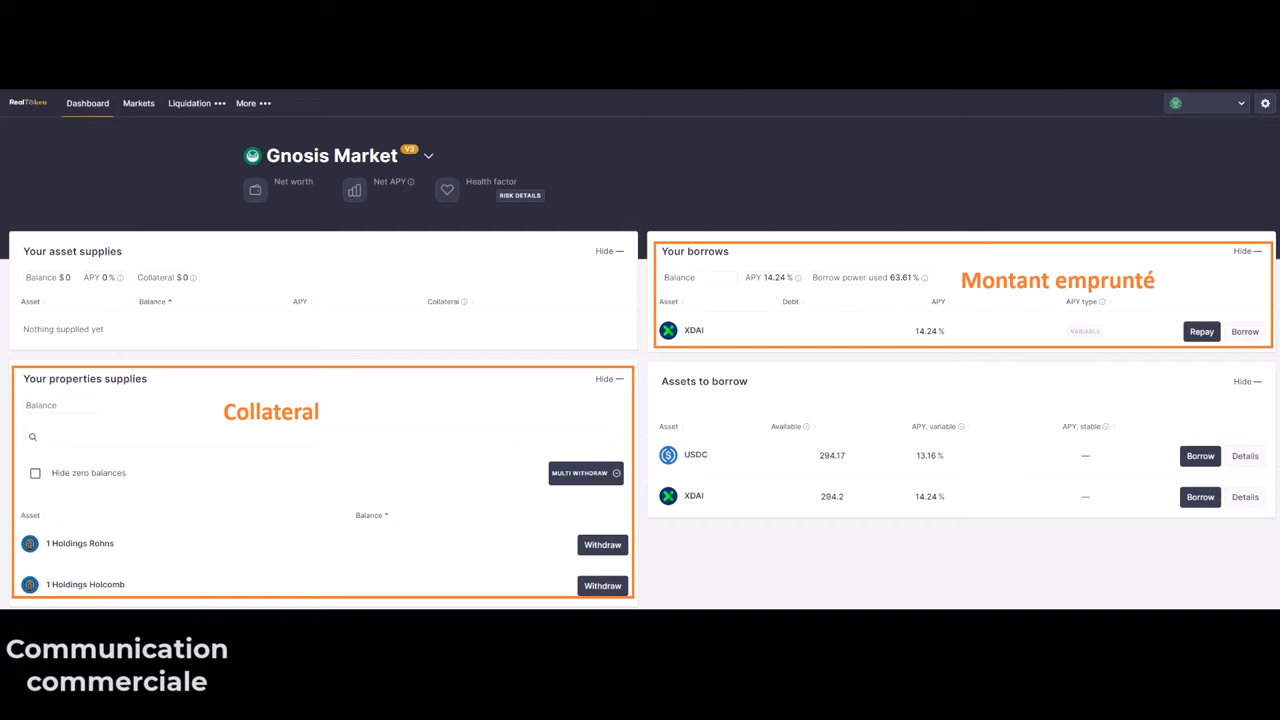 RealToken Dashboard Markets Liquidation ••• More •••
Gnosis Market V3
Net worth Net APY Health factor
RISK DETAILS
Your asset supplies Hide —
Balance $0 APY 0 % Collateral $0
Asset Balance APY Collateral
Nothing supplied yet
Your borrows Hide —
Balance APY 14.24 % Borrow power used 63.61 %
Montant emprunté
Asset Debt APY APY type
XDAI 14.24 % VARIABLE Repay Borrow
Your properties supplies Hide —
Balance
Collateral
Hide zero balances MULTI WITHDRAW
Asset Balance
1 Holdings Rohns Withdraw
1 Holdings Holcomb Withdraw
Assets to borrow Hide —
Asset Available APY, variable APY, stable
USDC 294.17 13.16 % — Borrow Details
XDAI 294.2 14.24 % — Borrow Details
Communication
commerciale